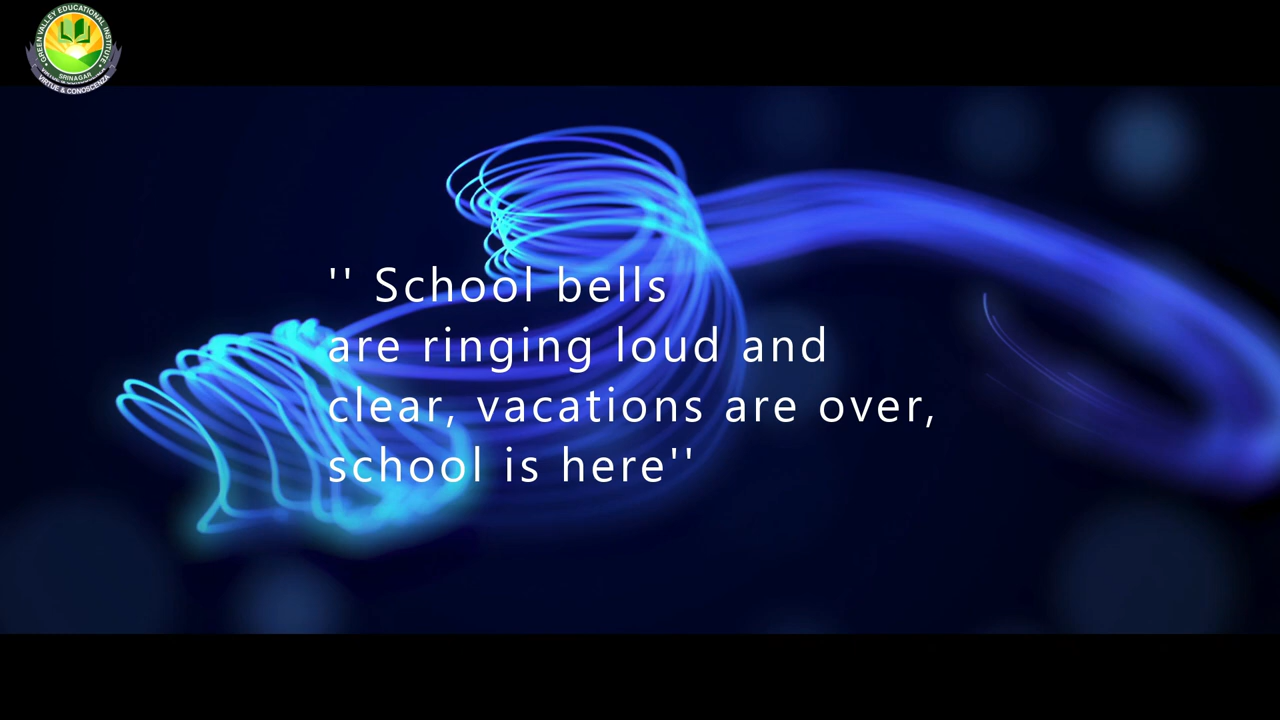 GREEN VALLEY EDUCATIONAL INSTITUTE
SRINAGAR
VIRTUE & CONOSCENZA
'' School bells
are ringing loud and
clear, vacations are over,
school is here''